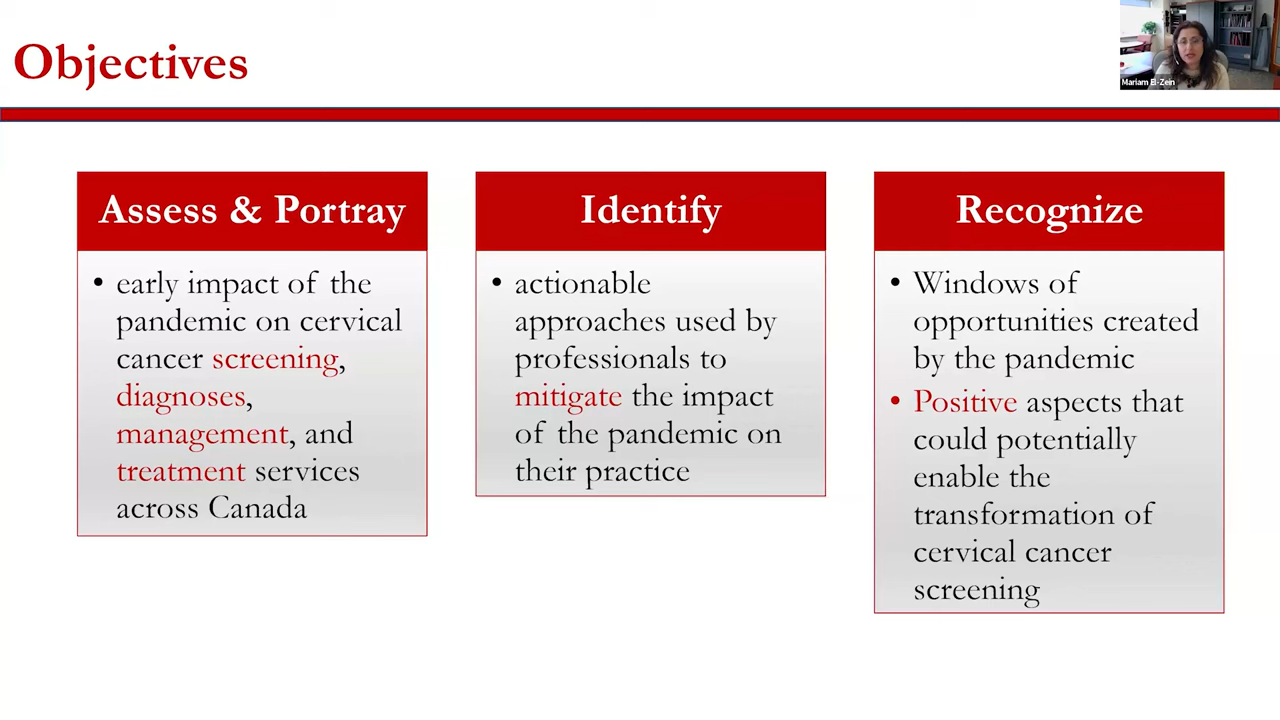 Objectives
Mariam El-Zein
Assess & Portray
• early impact of the
pandemic on cervical
cancer screening,
diagnoses,
management, and
treatment services
across Canada
Identify
• actionable
approaches used by
professionals to
mitigate the impact
of the pandemic on
their practice
Recognize
• Windows of
opportunities created
by the pandemic
• Positive aspects that
could potentially
enable the
transformation of
cervical cancer
screening